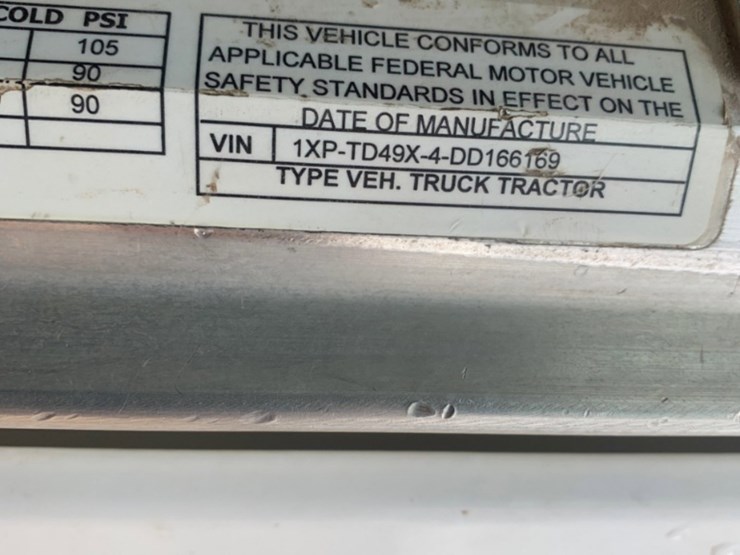 COLD PSI
105
90
90
THIS VEHICLE CONFORMS TO ALL
APPLICABLE FEDERAL MOTOR VEHICLE
SAFETY STANDARDS IN EFFECT ON THE
DATE OF MANUFACTURE
VIN 1XP-TD49X-4-DD166169
TYPE VEH. TRUCK TRACTOR